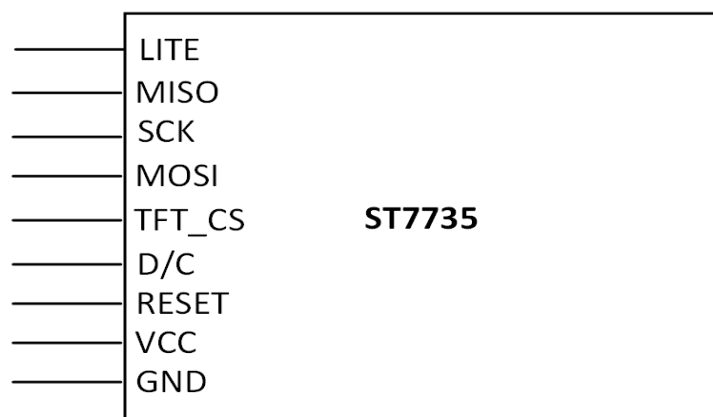 LITE
MISO
SCK
MOSI
TFT_CS
ST7735
D/C
RESET
VCC
GND